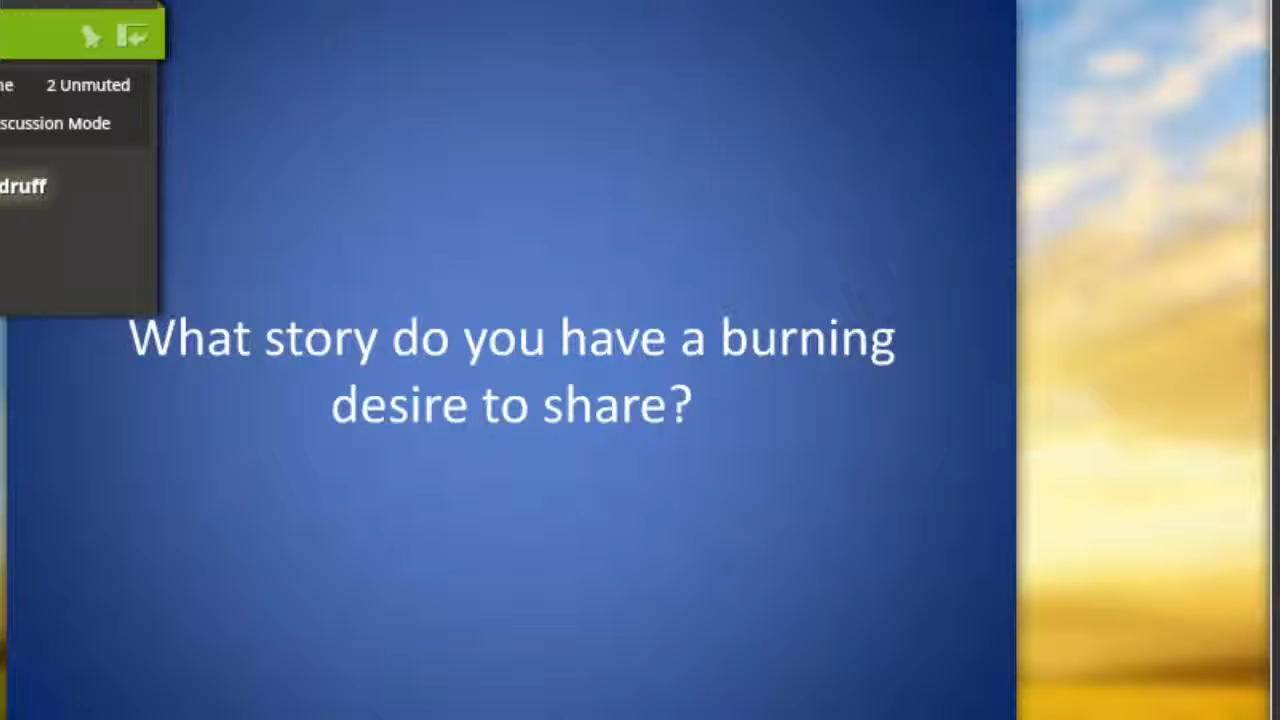 2 Unmuted
scussion Mode
druff
What story do you have a burning
desire to share?